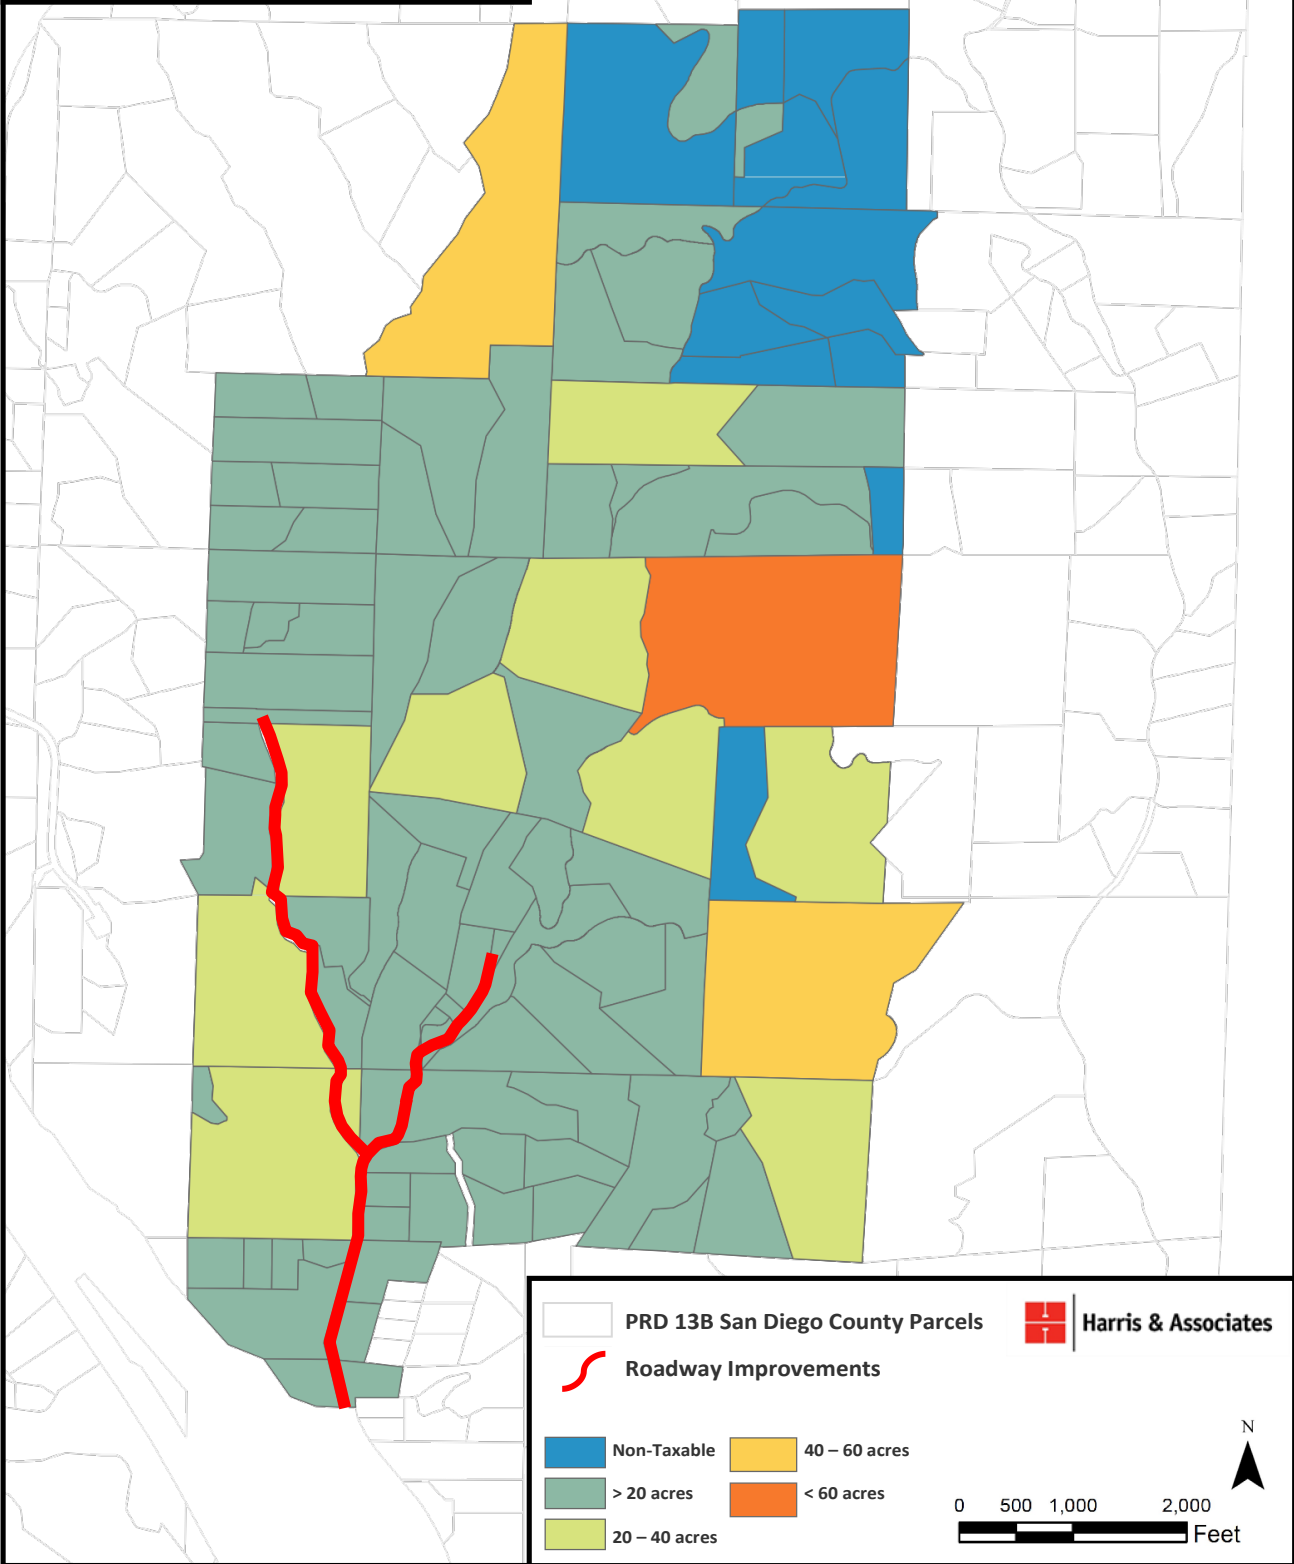 PRD 13B San Diego County Parcels
Harris & Associates
Roadway Improvements
Non-Taxable
40 – 60 acres
> 20 acres
< 60 acres
20 – 40 acres
N
0 500 1,000 2,000
Feet